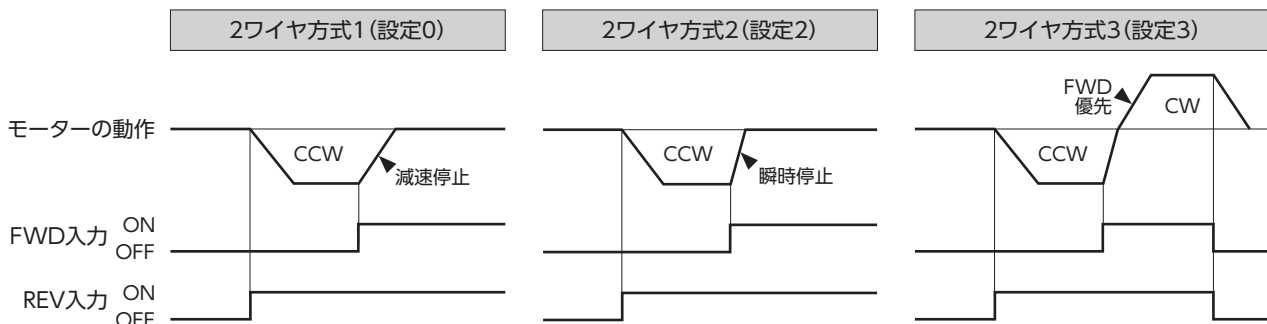 2ワイヤ方式1(設定0)
2ワイヤ方式2(設定2)
2ワイヤ方式3(設定3)
モーターの動作
CCW
減速停止
CCW
瞬時停止
CCW
FWD
優先
CW
FWD入力
ON
OFF
REV入力
ON
OFF